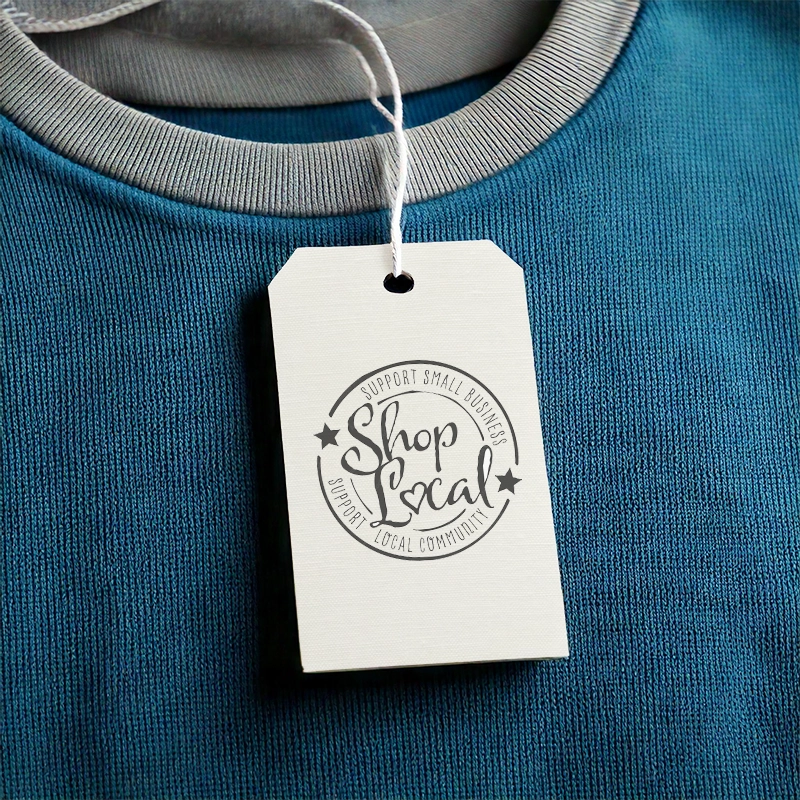 SUPPORT SMALL BUSINESS
Shop
Local
SUPPORT LOCAL COMMUNITY